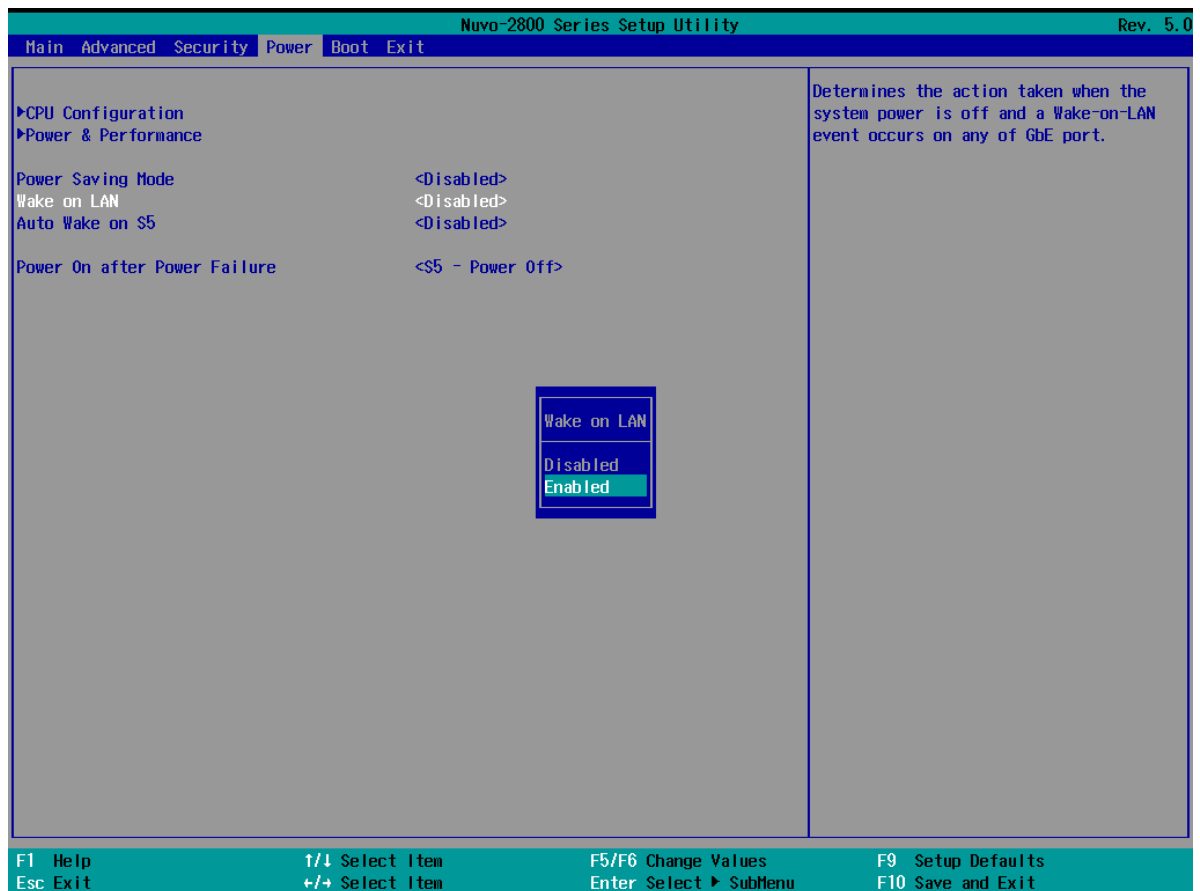 Nuvo-2800 Series Setup Utility Rev. 5.0
Main Advanced Security Power Boot Exit
▶CPU Configuration
▶Power & Performance
Power Saving Mode <Disabled>
Wake on LAN <Disabled>
Auto Wake on S5 <Disabled>
Power On after Power Failure <S5 - Power Off>
Determines the action taken when the
system power is off and a Wake-on-LAN
event occurs on any of GbE port.
Wake on LAN
Disabled
Enabled
F1 Help ↑/↓ Select Item F5/F6 Change Values F9 Setup Defaults
Esc Exit ←/→ Select Item Enter Select ▶ SubMenu F10 Save and Exit